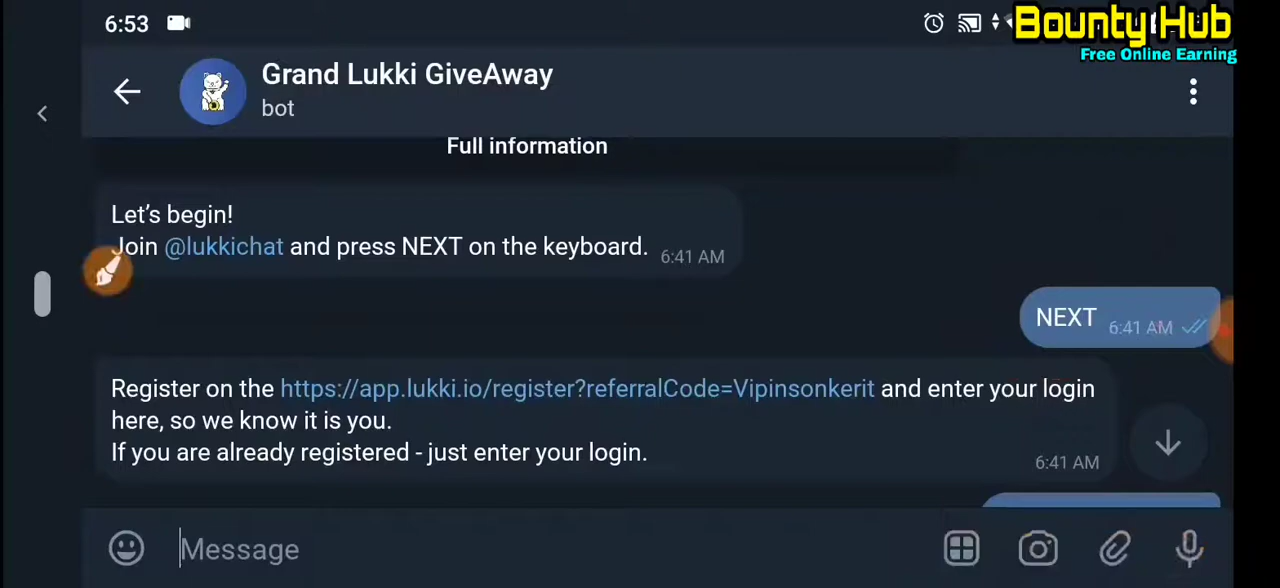 6:53
Bounty Hub
Free Online Earning
Grand Lukki GiveAway
bot
Full information
Let’s begin!
Join @lukkichat and press NEXT on the keyboard. 6:41 AM
NEXT 6:41 AM
Register on the https://app.lukki.io/register?referralCode=Vipinsonkerit and enter your login
here, so we know it is you.
If you are already registered - just enter your login.
6:41 AM
Message